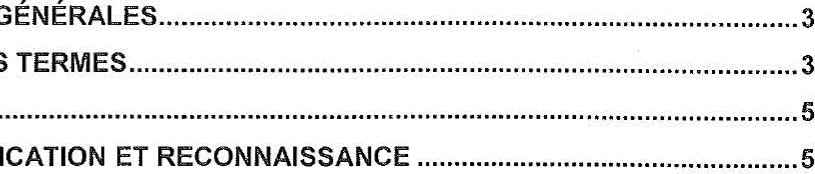 GÉNÉRALES....................................................................................................3
S TERMES.........................................................................................................3
..............................................................................................................................5
ICATION ET RECONNAISSANCE ............................................................5